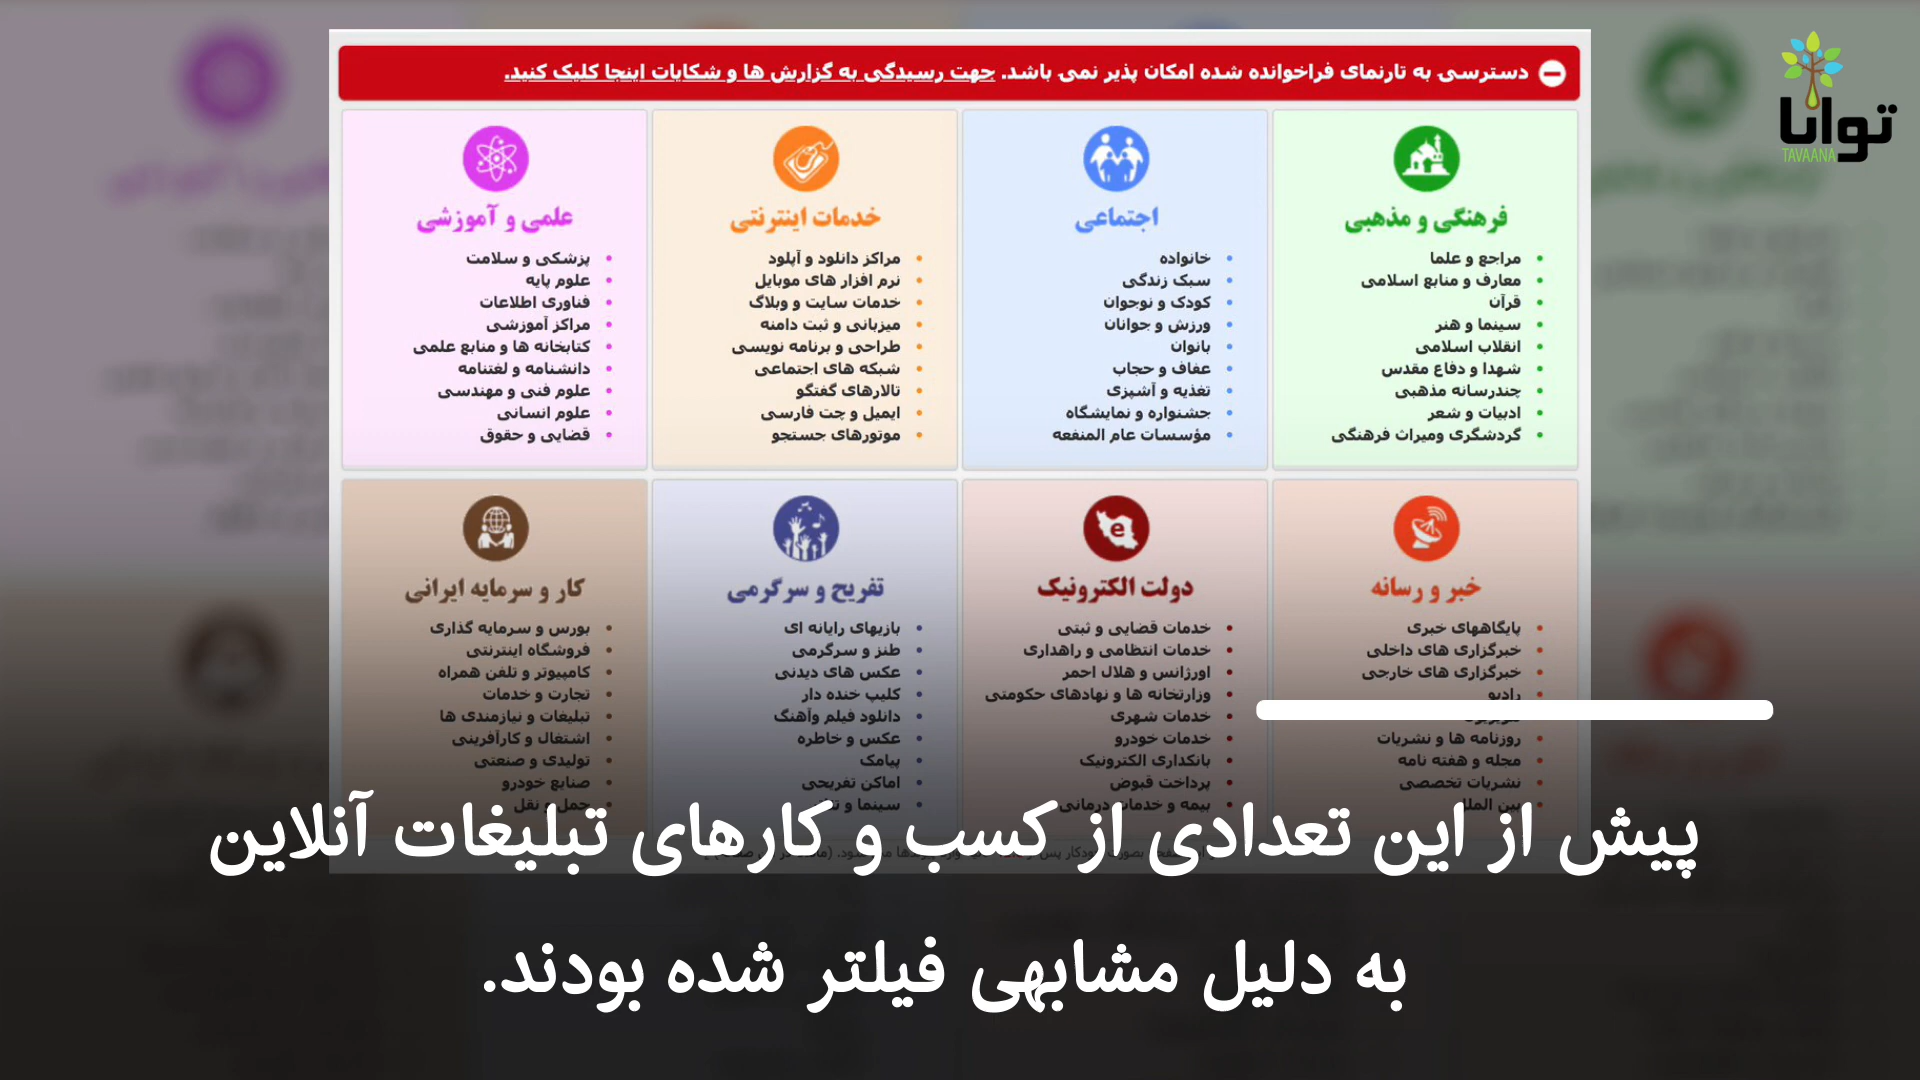 توانا
TAVAANA
دسترسی به تارنمای فراخوانده شده امکان پذیر نمی باشد. جهت رسیدگی به گزارش ها و شکایات اینجا کلیک کنید.
فرهنگی و مذهبی
مراجع و علما
معارف و منابع اسلامی
قرآن
سینما و هنر
انقلاب اسلامی
شهدا و دفاع مقدس
چندرسانه مذهبی
ادبیات و شعر
گردشگری ومیراث فرهنگی
اجتماعی
خانواده
سبک زندگی
کودک و نوجوان
ورزش و جوانان
بانوان
عفاف و حجاب
تغذیه و آشپزی
جشنواره و نمایشگاه
مؤسسات عام المنفعه
خدمات اینترنتی
مراکز دانلود و آپلود
نرم افزار های موبایل
خدمات سایت و وبلاگ
میزبانی و ثبت دامنه
طراحی و برنامه نویسی
شبکه های اجتماعی
تالارهای گفتگو
ایمیل و چت فارسی
موتورهای جستجو
علمی و آموزشی
پزشکی و سلامت
علوم پایه
فناوری اطلاعات
مراکز آموزشی
کتابخانه ها و منابع علمی
دانشنامه و لغتنامه
علوم فنی و مهندسی
علوم انسانی
قضایی و حقوق
خبر و رسانه
پایگاههای خبری
خبرگزاری های داخلی
خبرگزاری های خارجی
رادیو
روزنامه ها و نشریات
مجله و هفته نامه
نشریات تخصصی
بین الملل
دولت الکترونیک
e
خدمات قضایی و ثبتی
خدمات انتظامی و راهداری
اورژانس و هلال احمر
وزارتخانه ها و نهادهای حکومتی
خدمات شهری
خدمات خودرو
بانکداری الکترونیک
پرداخت قبوض
بیمه و خدمات درمانی
تفریح و سرگرمی
بازیهای رایانه ای
طنز و سرگرمی
عکس های دیدنی
کلیپ خنده دار
دانلود فیلم وآهنگ
عکس و خاطره
پیامک
اماکن تفریحی
سینما و
کار و سرمایه ایرانی
بورس و سرمایه گذاری
فروشگاه اینترنتی
کامپیوتر و تلفن همراه
تجارت و خدمات
تبلیغات و نیازمندی ها
اشتغال و کارآفرینی
تولیدی و صنعتی
صنایع خودرو
حمل و نقل
پیش از این تعدادی از کسب و کارهای تبلیغات آنلاین
به دلیل مشابهی فیلتر شده بودند.